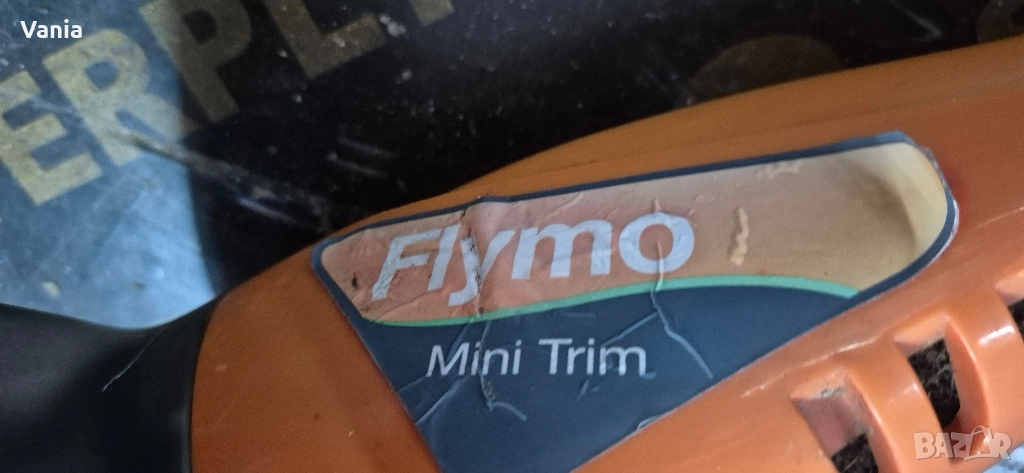 Vania
ERPL
Flymo
Mini Trim
BAZAR